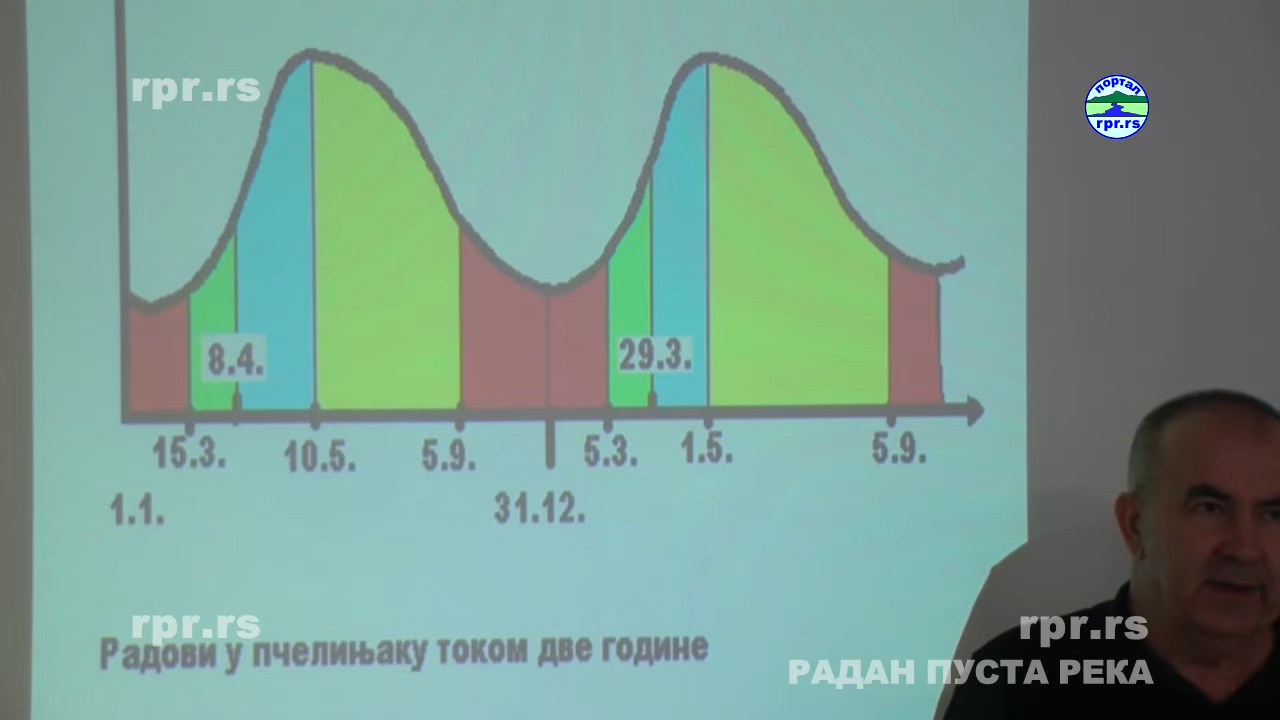 rpr.rs
портал
rpr.rs
8.4.
29.3.
15.3.
10.5.
5.9.
5.3.
1.5.
5.9.
1.1.
31.12.
rpr.rs
rpr.rs
Радови у пчелињаку током две године
РАДАН ПУСТА РЕКА